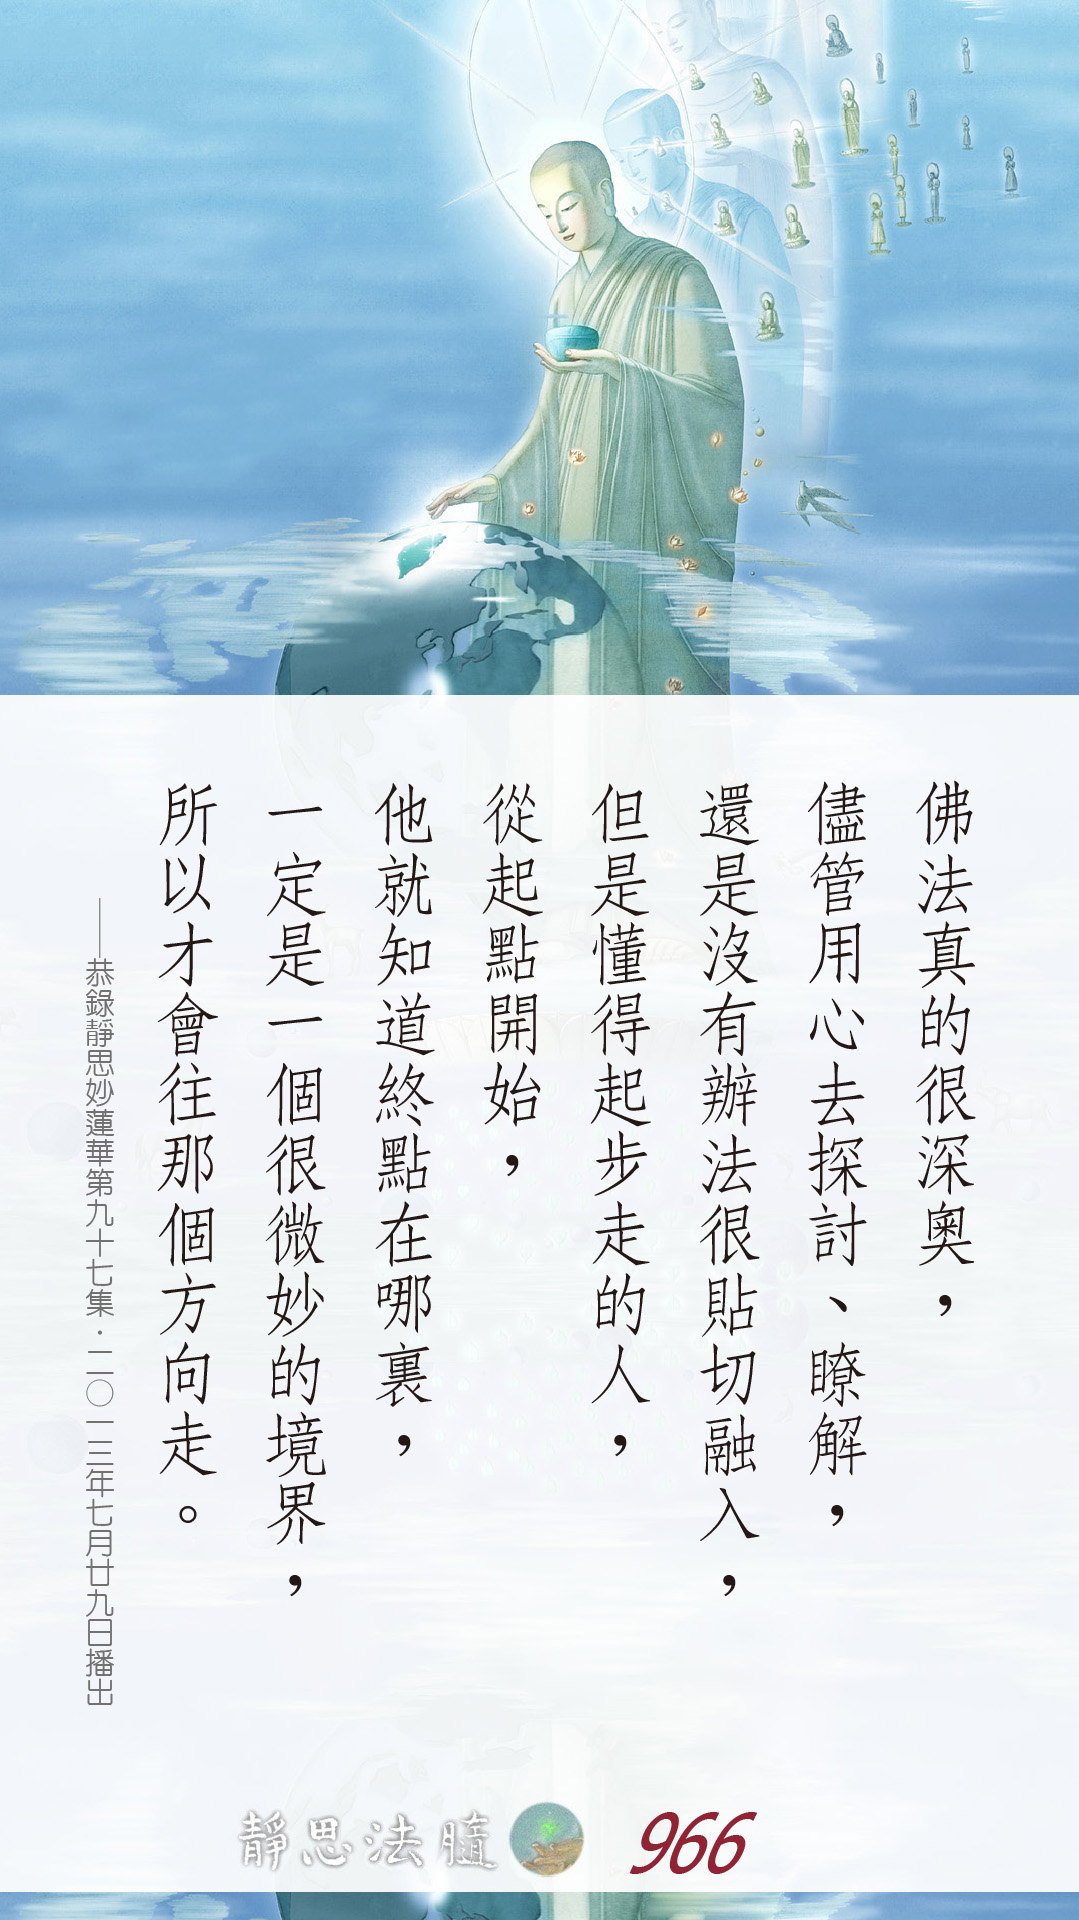 佛法真的很深奧，
儘管用心去探討、瞭解，
還是沒有辦法很貼切融入，
但是懂得起步走的人，
從起點開始，
他就知道終點在哪裏，
一定是一個很微妙的境界，
所以才會往那個方向走。
——恭錄靜思妙蓮華第九十七集．二〇一三年七月廿九日播出
靜思法髓 966